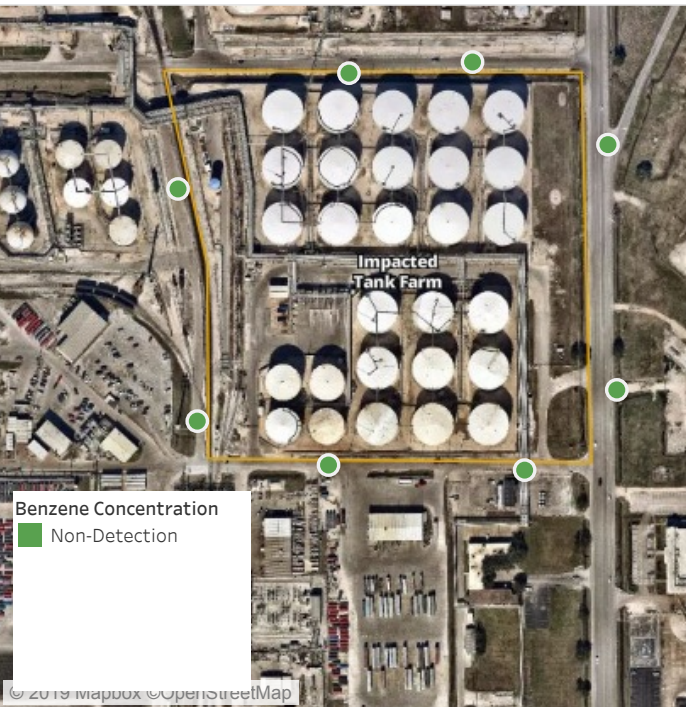 Impacted
Tank Farm
Benzene Concentration
Non-Detection
© 2019 Mapbox ©OpenStreetMap